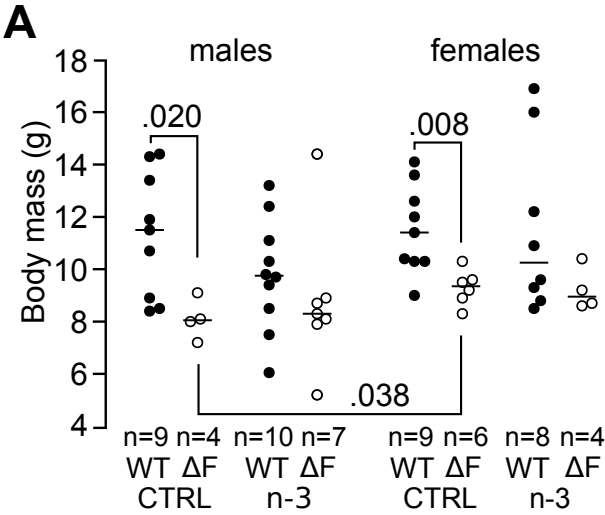 A
males females
Body mass (g)
18
16
14
12
10
8
6
4
.020
.008
.038
n=9 n=4 n=10 n=7 n=9 n=6 n=8 n=4
WT ΔF WT ΔF WT ΔF WT ΔF
CTRL n-3 CTRL n-3